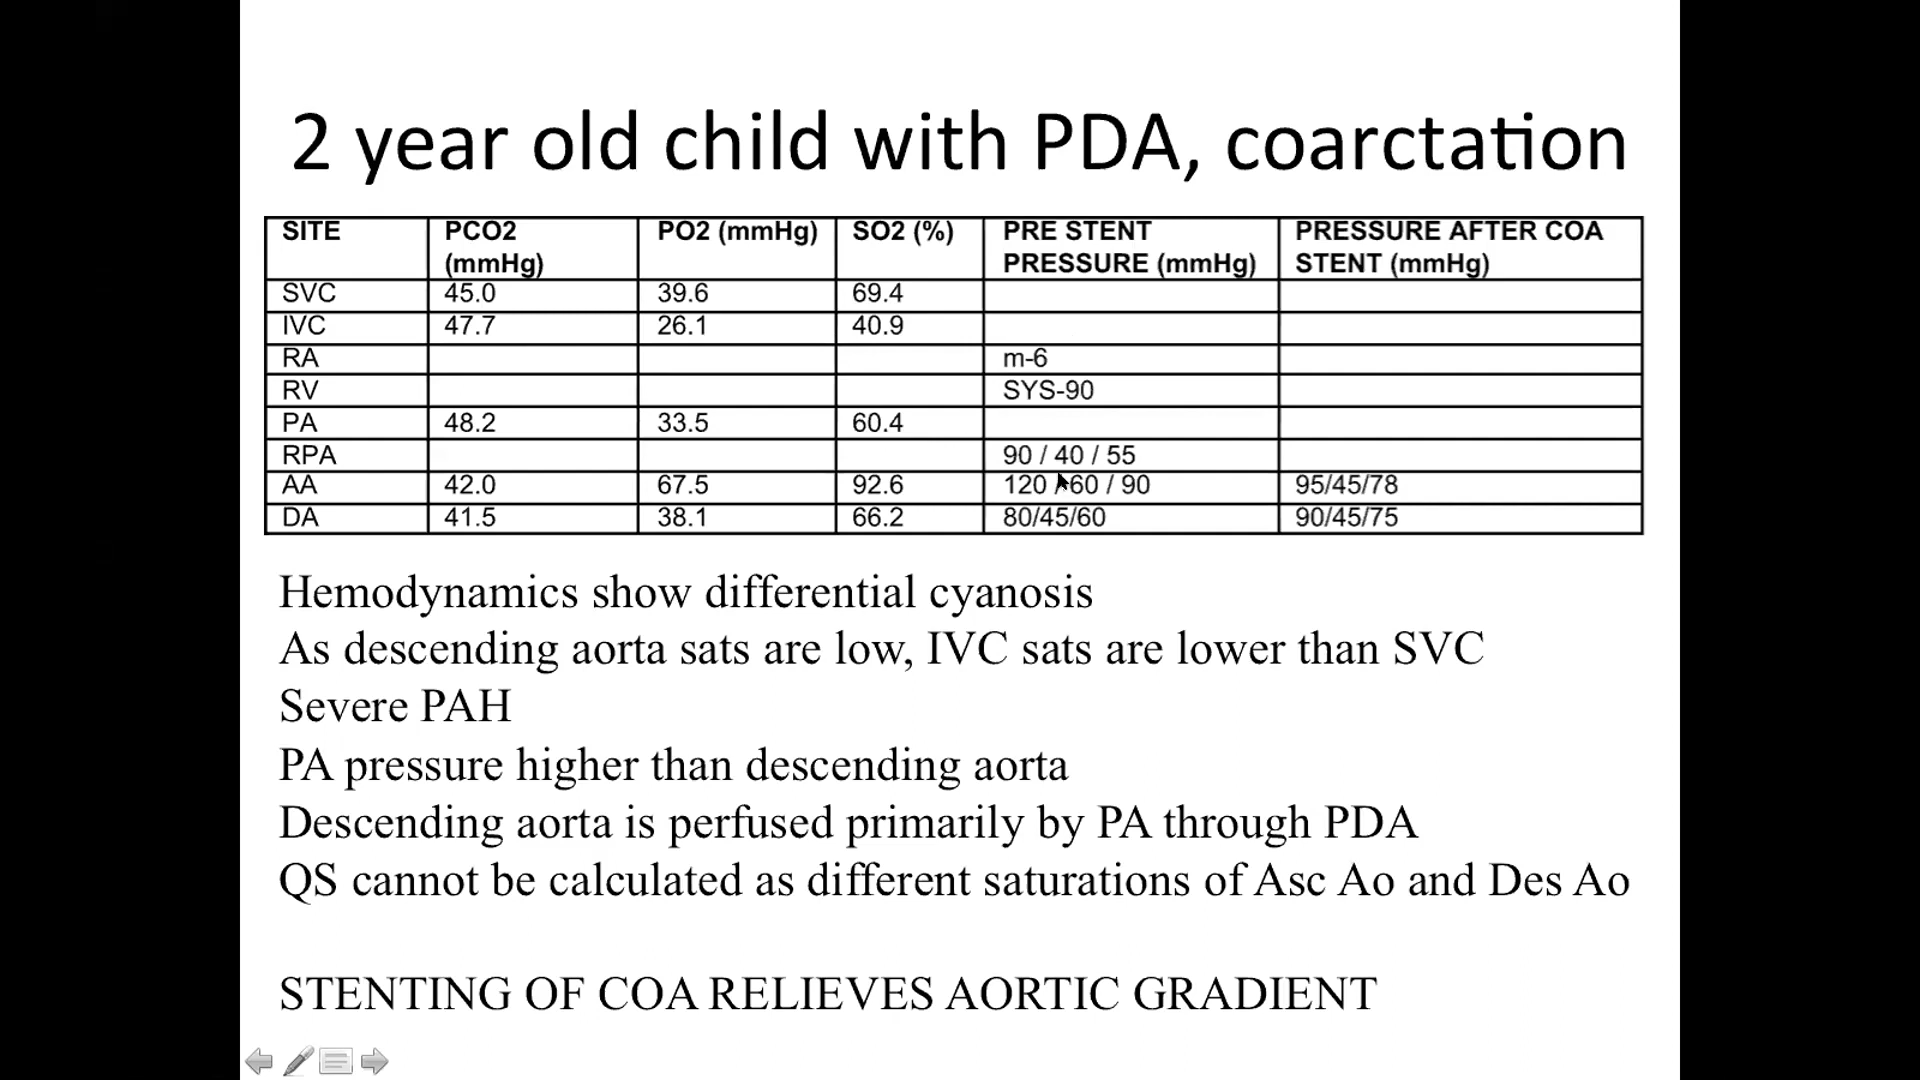 2 year old child with PDA, coarctation
SITE PCO2 (mmHg) PO2 (mmHg) SO2 (%) PRE STENT PRESSURE (mmHg) PRESSURE AFTER COA STENT (mmHg)
SVC 45.0 39.6 69.4
IVC 47.7 26.1 40.9
RA m-6
RV SYS-90
PA 48.2 33.5 60.4
RPA 90 / 40 / 55
AA 42.0 67.5 92.6 120 / 60 / 90 95/45/78
DA 41.5 38.1 66.2 80/45/60 90/45/75
Hemodynamics show differential cyanosis
As descending aorta sats are low, IVC sats are lower than SVC
Severe PAH
PA pressure higher than descending aorta
Descending aorta is perfused primarily by PA through PDA
QS cannot be calculated as different saturations of Asc Ao and Des Ao
STENTING OF COA RELIEVES AORTIC GRADIENT